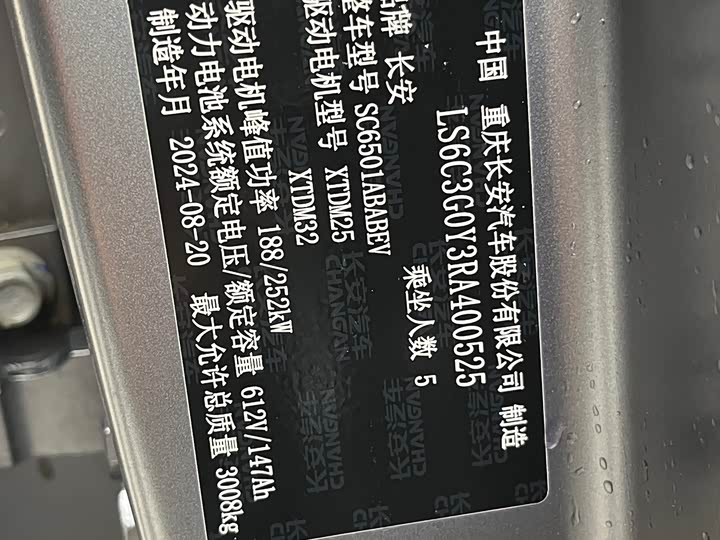 中国 重庆长安汽车股份有限公司 制造
LS6C3G0Y3RA400525
品牌 长安 乘坐人数 5
整车型号 SC6501ABABEV
驱动电机型号 XTDM25
XTDM32
驱动电机峰值功率 188/252kW
动力电池系统额定电压/额定容量 612V/147Ah
制造年月 2024-08-20 最大允许总质量 3008kg